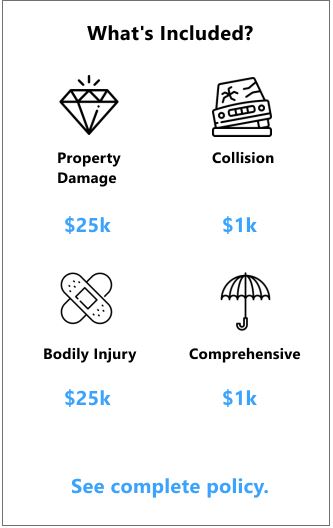 What's Included?
Property
Damage
Collision
$25k
$1k
Bodily Injury
Comprehensive
$25k
$1k
See complete policy.